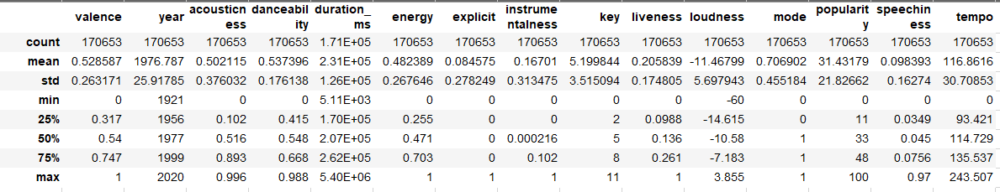 valence year acousticness danceability duration_ms energy explicit instrumentalness key liveness loudness mode popularity speechiness tempo
count 170653 170653 170653 170653 1.71E+05 170653 170653 170653 170653 170653 170653 170653 170653 170653 170653
mean 0.528587 1976.787 0.502115 0.537396 2.31E+05 0.482389 0.084575 0.16701 5.199844 0.205839 -11.46799 0.706902 31.43179 0.098393 116.8616
std 0.263171 25.91785 0.376032 0.176138 1.26E+05 0.267646 0.278249 0.313475 3.515094 0.174805 5.697943 0.455184 21.82662 0.16274 30.70853
min 0 1921 0 0 5.11E+03 0 0 0 0 0 -60 0 0 0 0
25% 0.317 1956 0.102 0.415 1.70E+05 0.255 0 0 2 0.0988 -14.615 0 11 0.0349 93.421
50% 0.54 1977 0.516 0.548 2.07E+05 0.471 0 0.000216 5 0.136 -10.58 1 33 0.045 114.729
75% 0.747 1999 0.893 0.668 2.62E+05 0.703 0 0.102 8 0.261 -7.183 1 48 0.0756 135.537
max 1 2020 0.996 0.988 5.40E+06 1 1 1 11 1 3.855 1 100 0.97 243.507